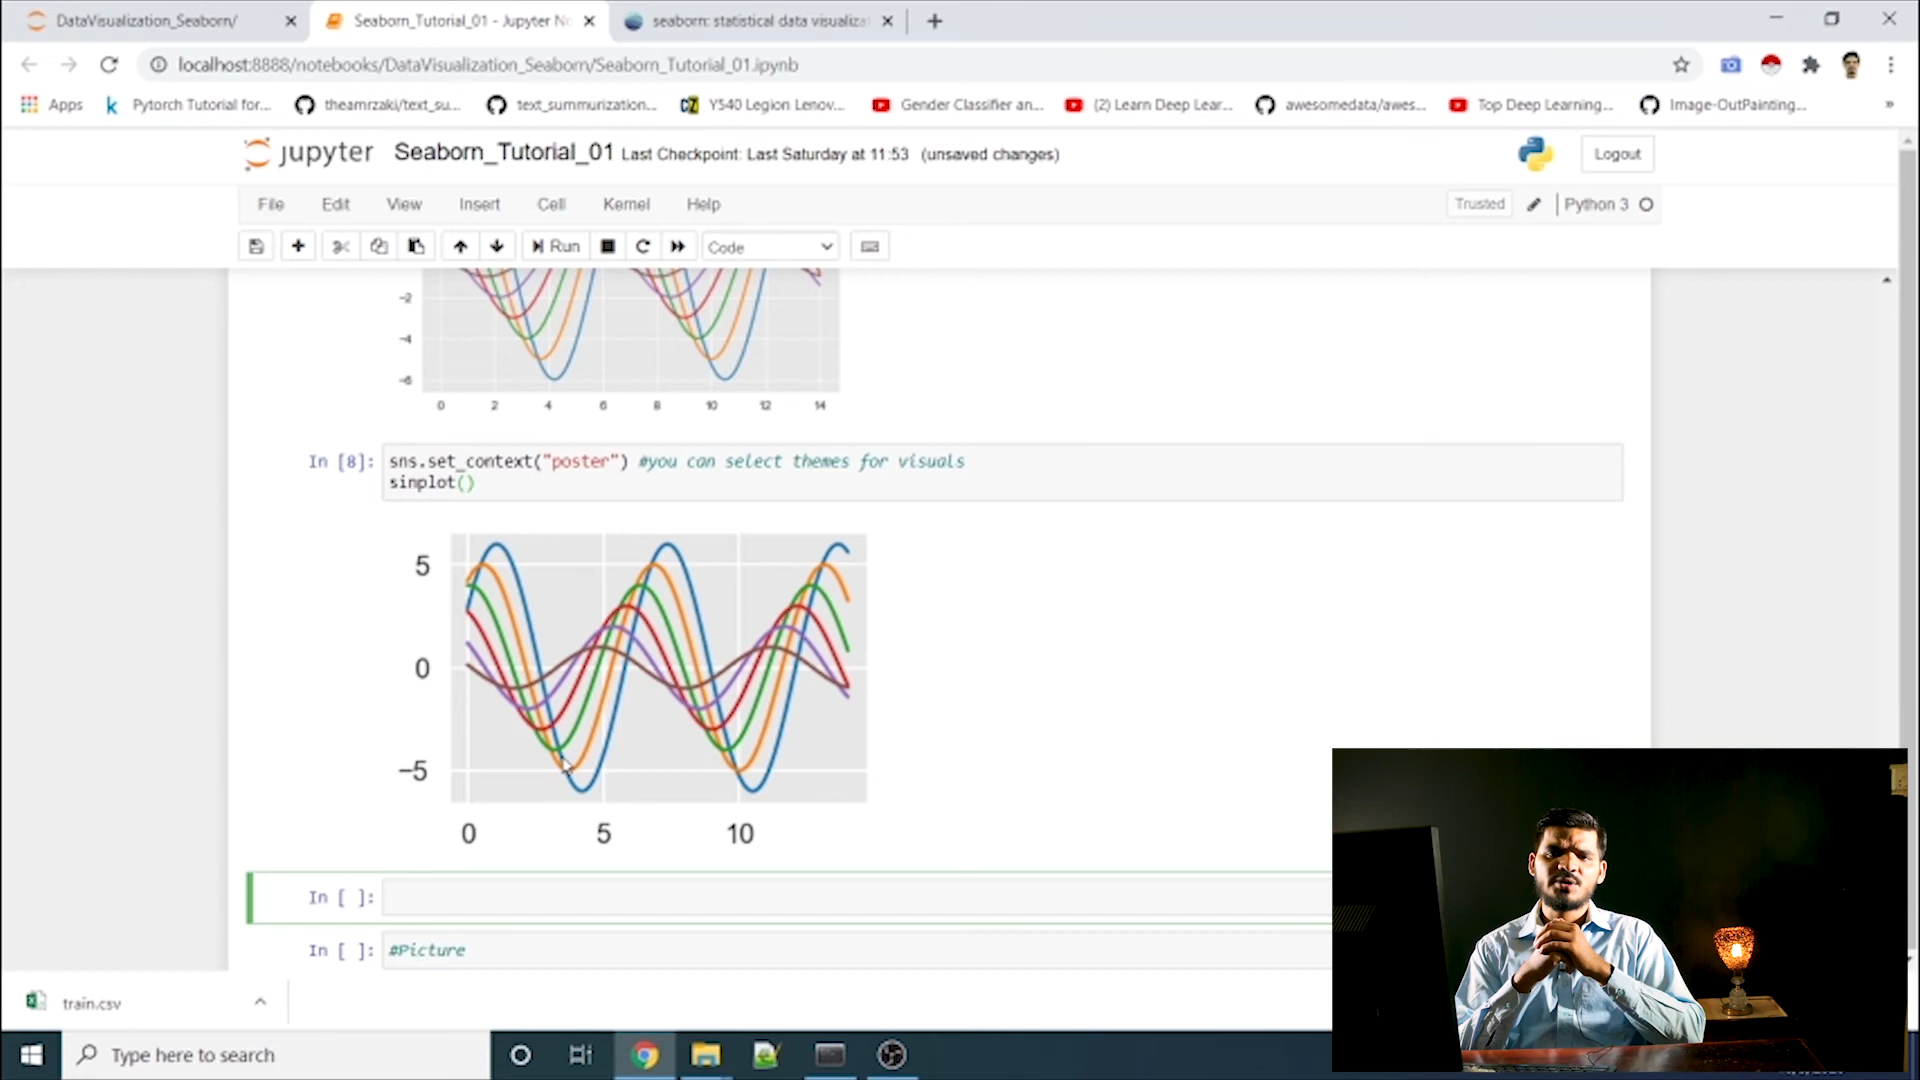 DataVisualization_Seaborn/
Seaborn_Tutorial_01 - Jupyter No
seaborn: statistical data visualiza
localhost:8888/notebooks/DataVisualization_Seaborn/Seaborn_Tutorial_01.ipynb
Apps
Pytorch Tutorial for...
theamrzaki/text_su...
text_summurization...
Y540 Legion Lenov...
Gender Classifier an...
(2) Learn Deep Lear...
awesomedata/awes...
Top Deep Learning...
Image-OutPainting...
»
jupyter Seaborn_Tutorial_01 Last Checkpoint: Last Saturday at 11:53 (unsaved changes)
Logout
File Edit View Insert Cell Kernel Help
Trusted
Python 3
Run
Code
-2
-4
-6
0 2 4 6 8 10 12 14
In [8]: sns.set_context("poster") #you can select themes for visuals
sinplot()
5
0
−5
0 5 10
In [ ]:
In [ ]: #Picture
train.csv
Type here to search